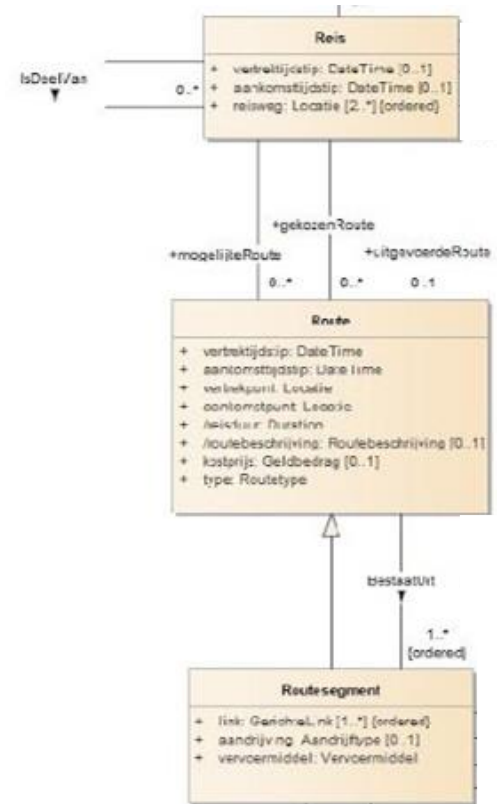 Reis
IsDeelVan
+ vertrektijdstip: DateTime [0..1]
0..*
+ aankomsttijdstip: DateTime [0..1]
+ reisweg: Locatie [2..*] {ordered}
+gekozenRoute
+mogelijkeRoute
+uitgevoerdeRoute
0..*
0..*
0..1
Route
+ vertrektijdstip: DateTime
+ aankomsttijdstip: DateTime
+ vertrekpunt: Locatie
+ aankomstpunt: Locatie
+ /reisduur: Duration
+ /routebeschrijving: Routebeschrijving [0..1]
+ kostprijs: Geldbedrag [0..1]
+ type: Routetype
BestaatUit
1..*
{ordered}
Routesegment
+ link: GerichteLink [1..*] {ordered}
+ aandrijving: Aandrijftype [0..1]
+ vervoermiddel: Vervoermiddel